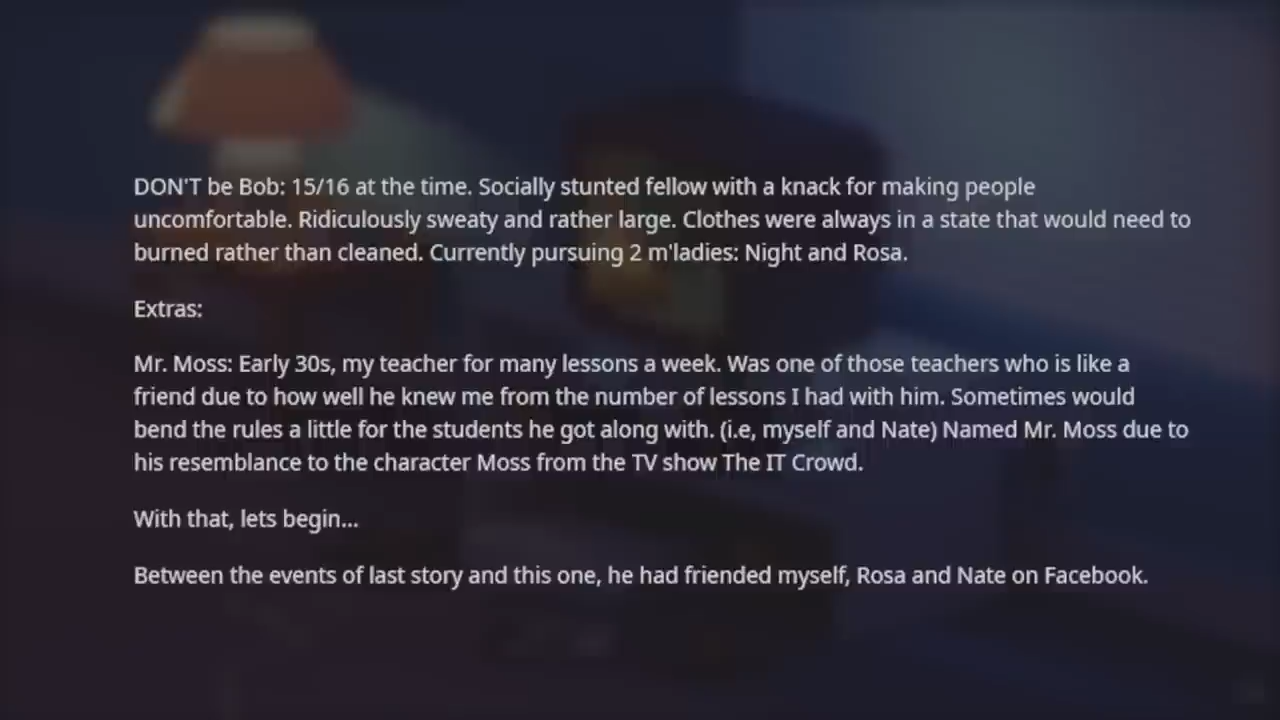 DON'T be Bob: 15/16 at the time. Socially stunted fellow with a knack for making people
uncomfortable. Ridiculously sweaty and rather large. Clothes were always in a state that would need to
burned rather than cleaned. Currently pursuing 2 m'ladies: Night and Rosa.
Extras:
Mr. Moss: Early 30s, my teacher for many lessons a week. Was one of those teachers who is like a
friend due to how well he knew me from the number of lessons I had with him. Sometimes would
bend the rules a little for the students he got along with. (i.e, myself and Nate) Named Mr. Moss due to
his resemblance to the character Moss from the TV show The IT Crowd.
With that, lets begin...
Between the events of last story and this one, he had friended myself, Rosa and Nate on Facebook.